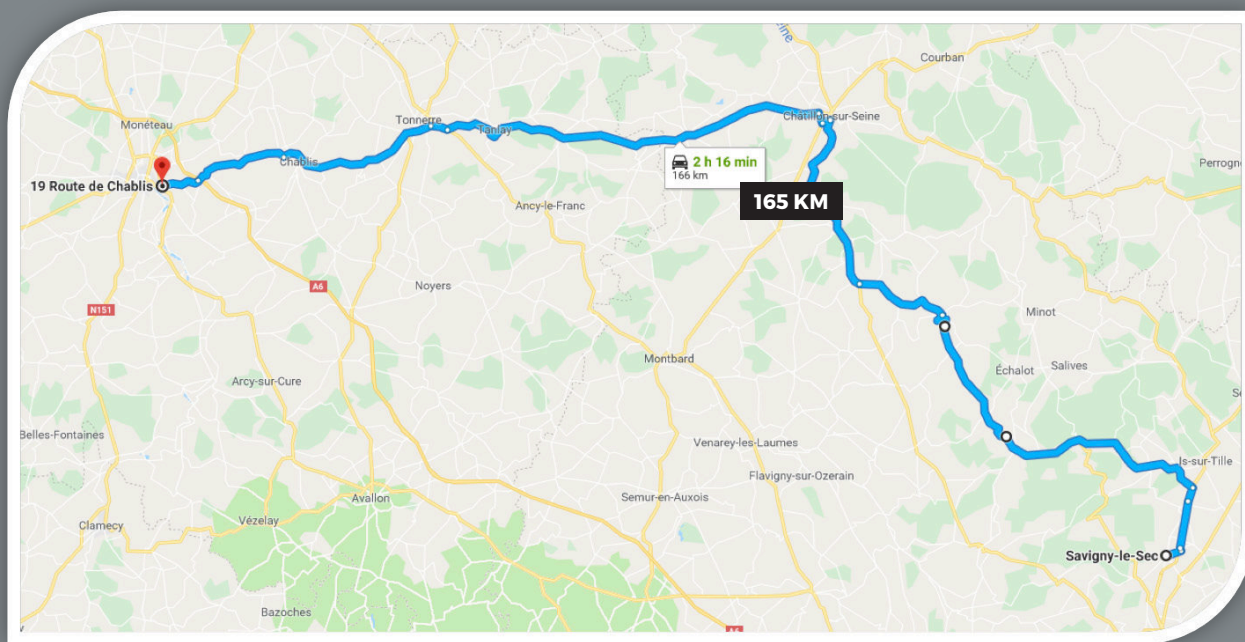 eine
Courban
Monéteau
Tonnerre
Tanlay
Châtillon-sur-Seine
Chablis
2 h 16 min
166 km
Perrogne
19 Route de Chablis
165 KM
Ancy-le-Franc
A6
Noyers
N151
Minot
Montbard
Échalot
Salives
Arcy-sur-Cure
Belles-Fontaines
Venarey-les-Laumes
Is-sur-Tille
Flavigny-sur-Ozerain
Semur-en-Auxois
Avallon
Vézelay
Clamecy
Savigny-le-Sec
Bazoches
A6